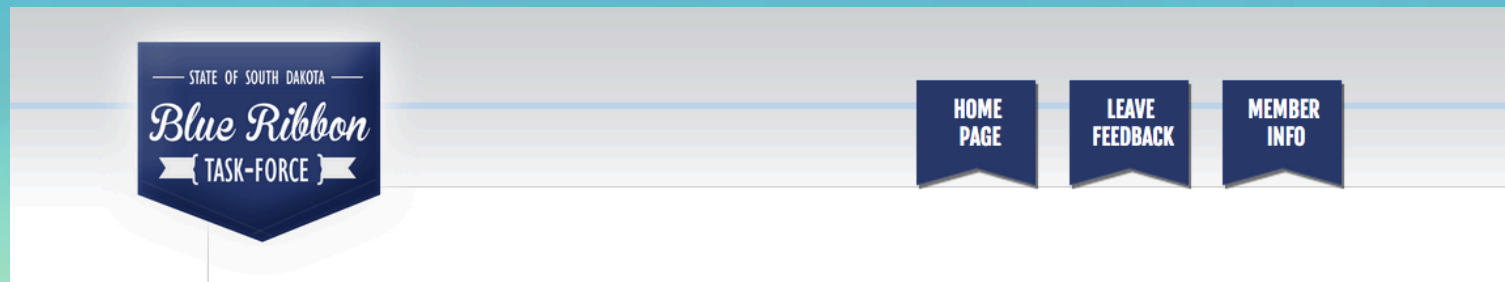 STATE OF SOUTH DAKOTA
Blue Ribbon
{ TASK-FORCE }
HOME
PAGE
LEAVE
FEEDBACK
MEMBER
INFO